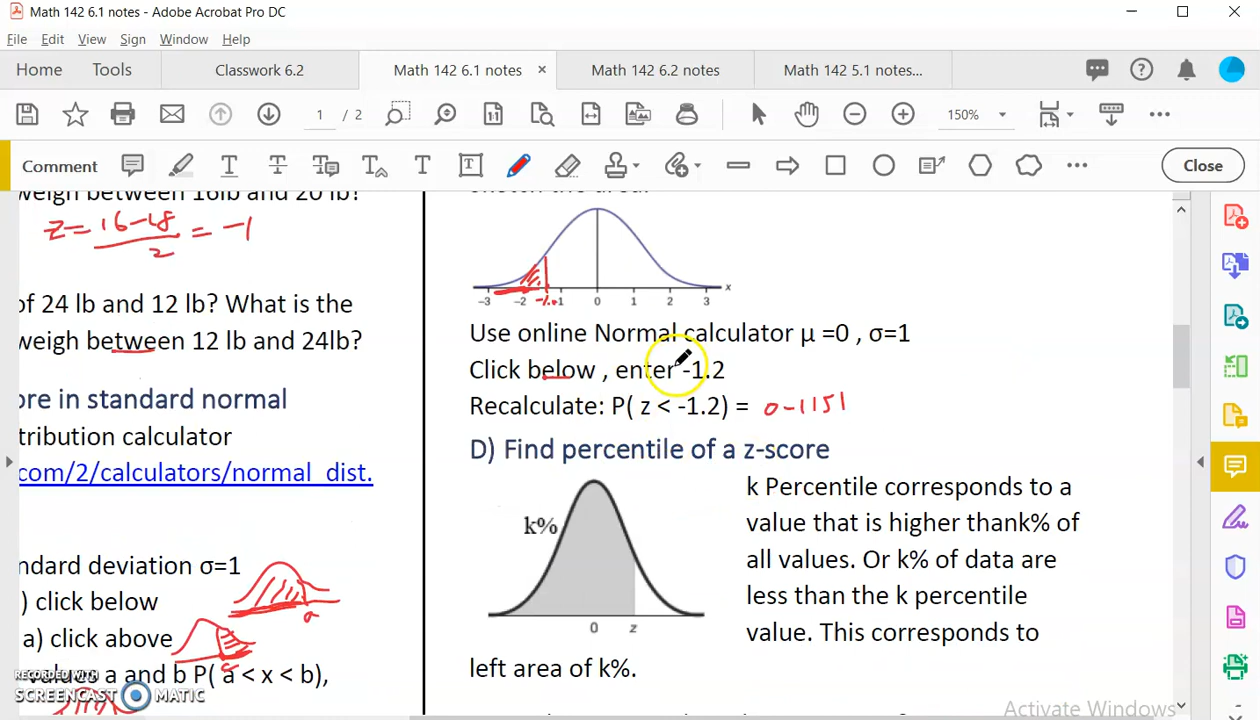 Math 142 6.1 notes - Adobe Acrobat Pro DC
File Edit View Sign Window Help
Home Tools Classwork 6.2 Math 142 6.1 notes × Math 142 6.2 notes Math 142 5.1 notes...
1 / 2 150%
Comment Close
weigh between 16lb and 20 lb?
z = 16-18 / 2 = -1
of 24 lb and 12 lb? What is the
weigh between 12 lb and 24lb?
ore in standard normal
tribution calculator
com/2/calculators/normal_dist.
ndard deviation σ=1
) click below
a
a) click above
values a and b P( a < x < b),
SCREENCAST MATIC
sketch the area.
-3 -2 -1 0 1 2 3 x
Use online Normal calculator μ =0 , σ=1
Click below , enter -1.2
Recalculate: P( z < -1.2) = 0-1151
D) Find percentile of a z-score
k%
0 z
k Percentile corresponds to a
value that is higher thank% of
all values. Or k% of data are
less than the k percentile
value. This corresponds to
left area of k%.
Activate Windows